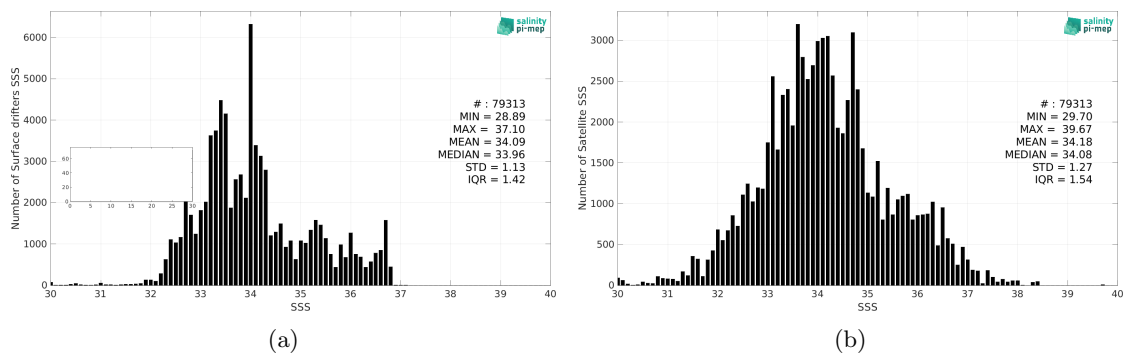 salinity
pi-mep
Number of Surface drifters SSS
6000
5000
4000
3000
2000
1000
0
60
40
20
0
0 5 10 15 20 25 30
# : 79313
MIN = 28.89
MAX = 37.10
MEAN = 34.09
MEDIAN = 33.96
STD = 1.13
IQR = 1.42
30 31 32 33 34 35 36 37 38 39 40
SSS
(a)
salinity
pi-mep
Number of Satellite SSS
3000
2500
2000
1500
1000
500
0
# : 79313
MIN = 29.70
MAX = 39.67
MEAN = 34.18
MEDIAN = 34.08
STD = 1.27
IQR = 1.54
30 31 32 33 34 35 36 37 38 39 40
SSS
(b)